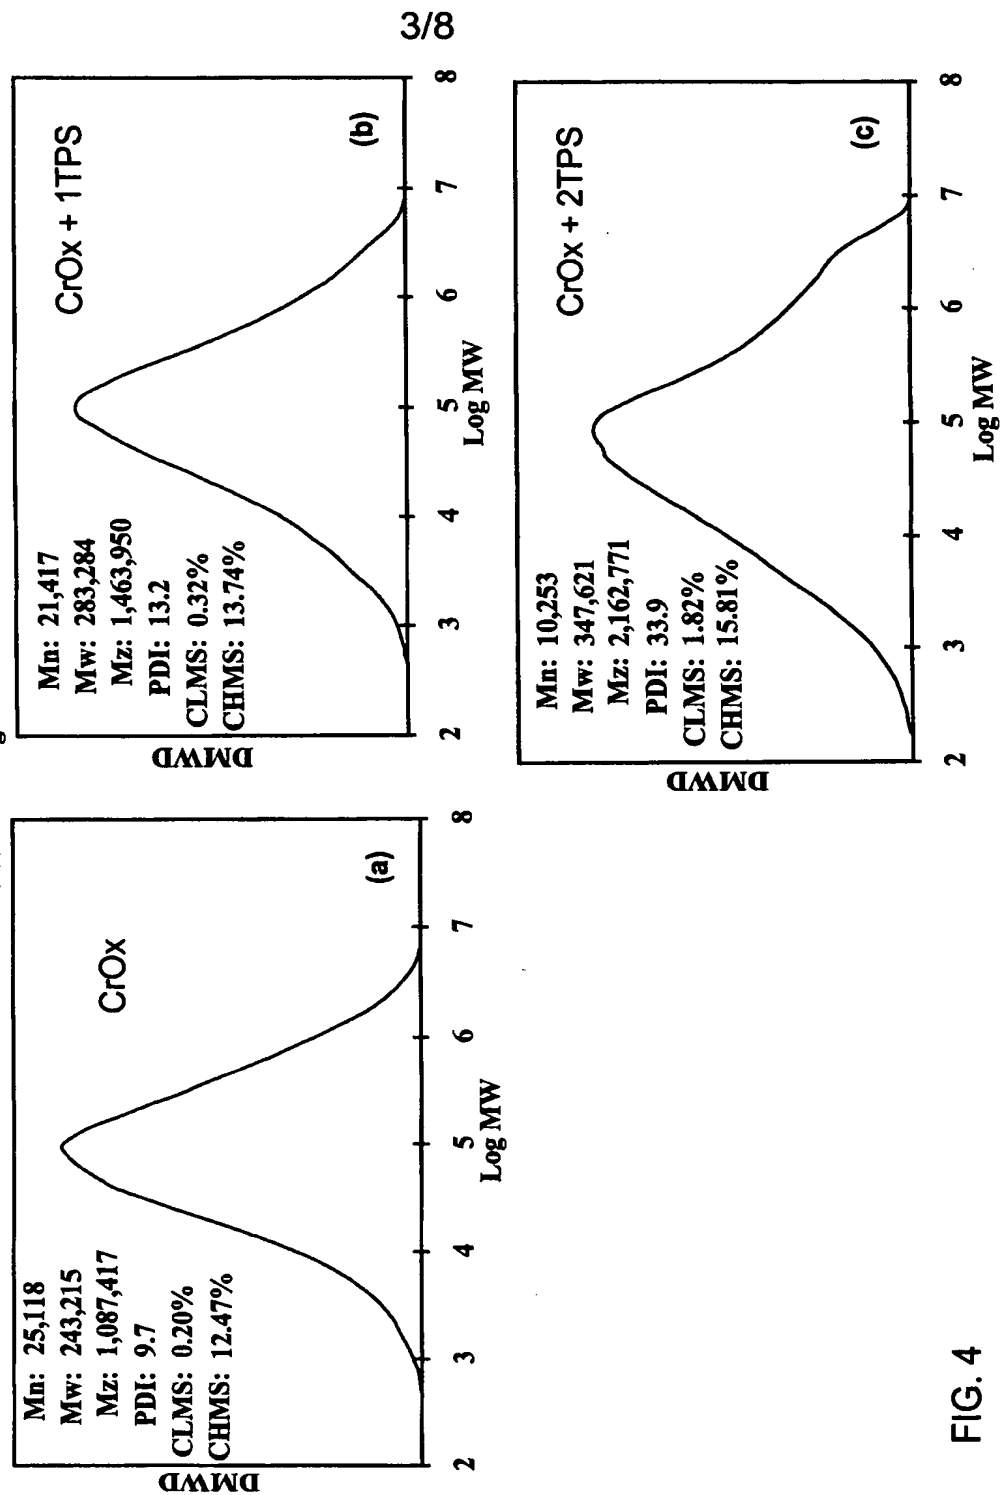 3/8
Mn: 25,118
Mw: 243,215
Mz: 1,087,417
PDI: 9.7
CLMS: 0.20%
CHMS: 12.47%
CrOx
(a)
DMWD
2 3 4 5 6 7 8
Log MW
Mn: 21,417
Mw: 283,284
Mz: 1,463,950
PDI: 13.2
CLMS: 0.32%
CHMS: 13.74%
CrOx + 1TPS
(b)
DMWD
2 3 4 5 6 7 8
Log MW
Mn: 10,253
Mw: 347,621
Mz: 2,162,771
PDI: 33.9
CLMS: 1.82%
CHMS: 15.81%
CrOx + 2TPS
(c)
DMWD
2 3 4 5 6 7 8
Log MW
FIG. 4